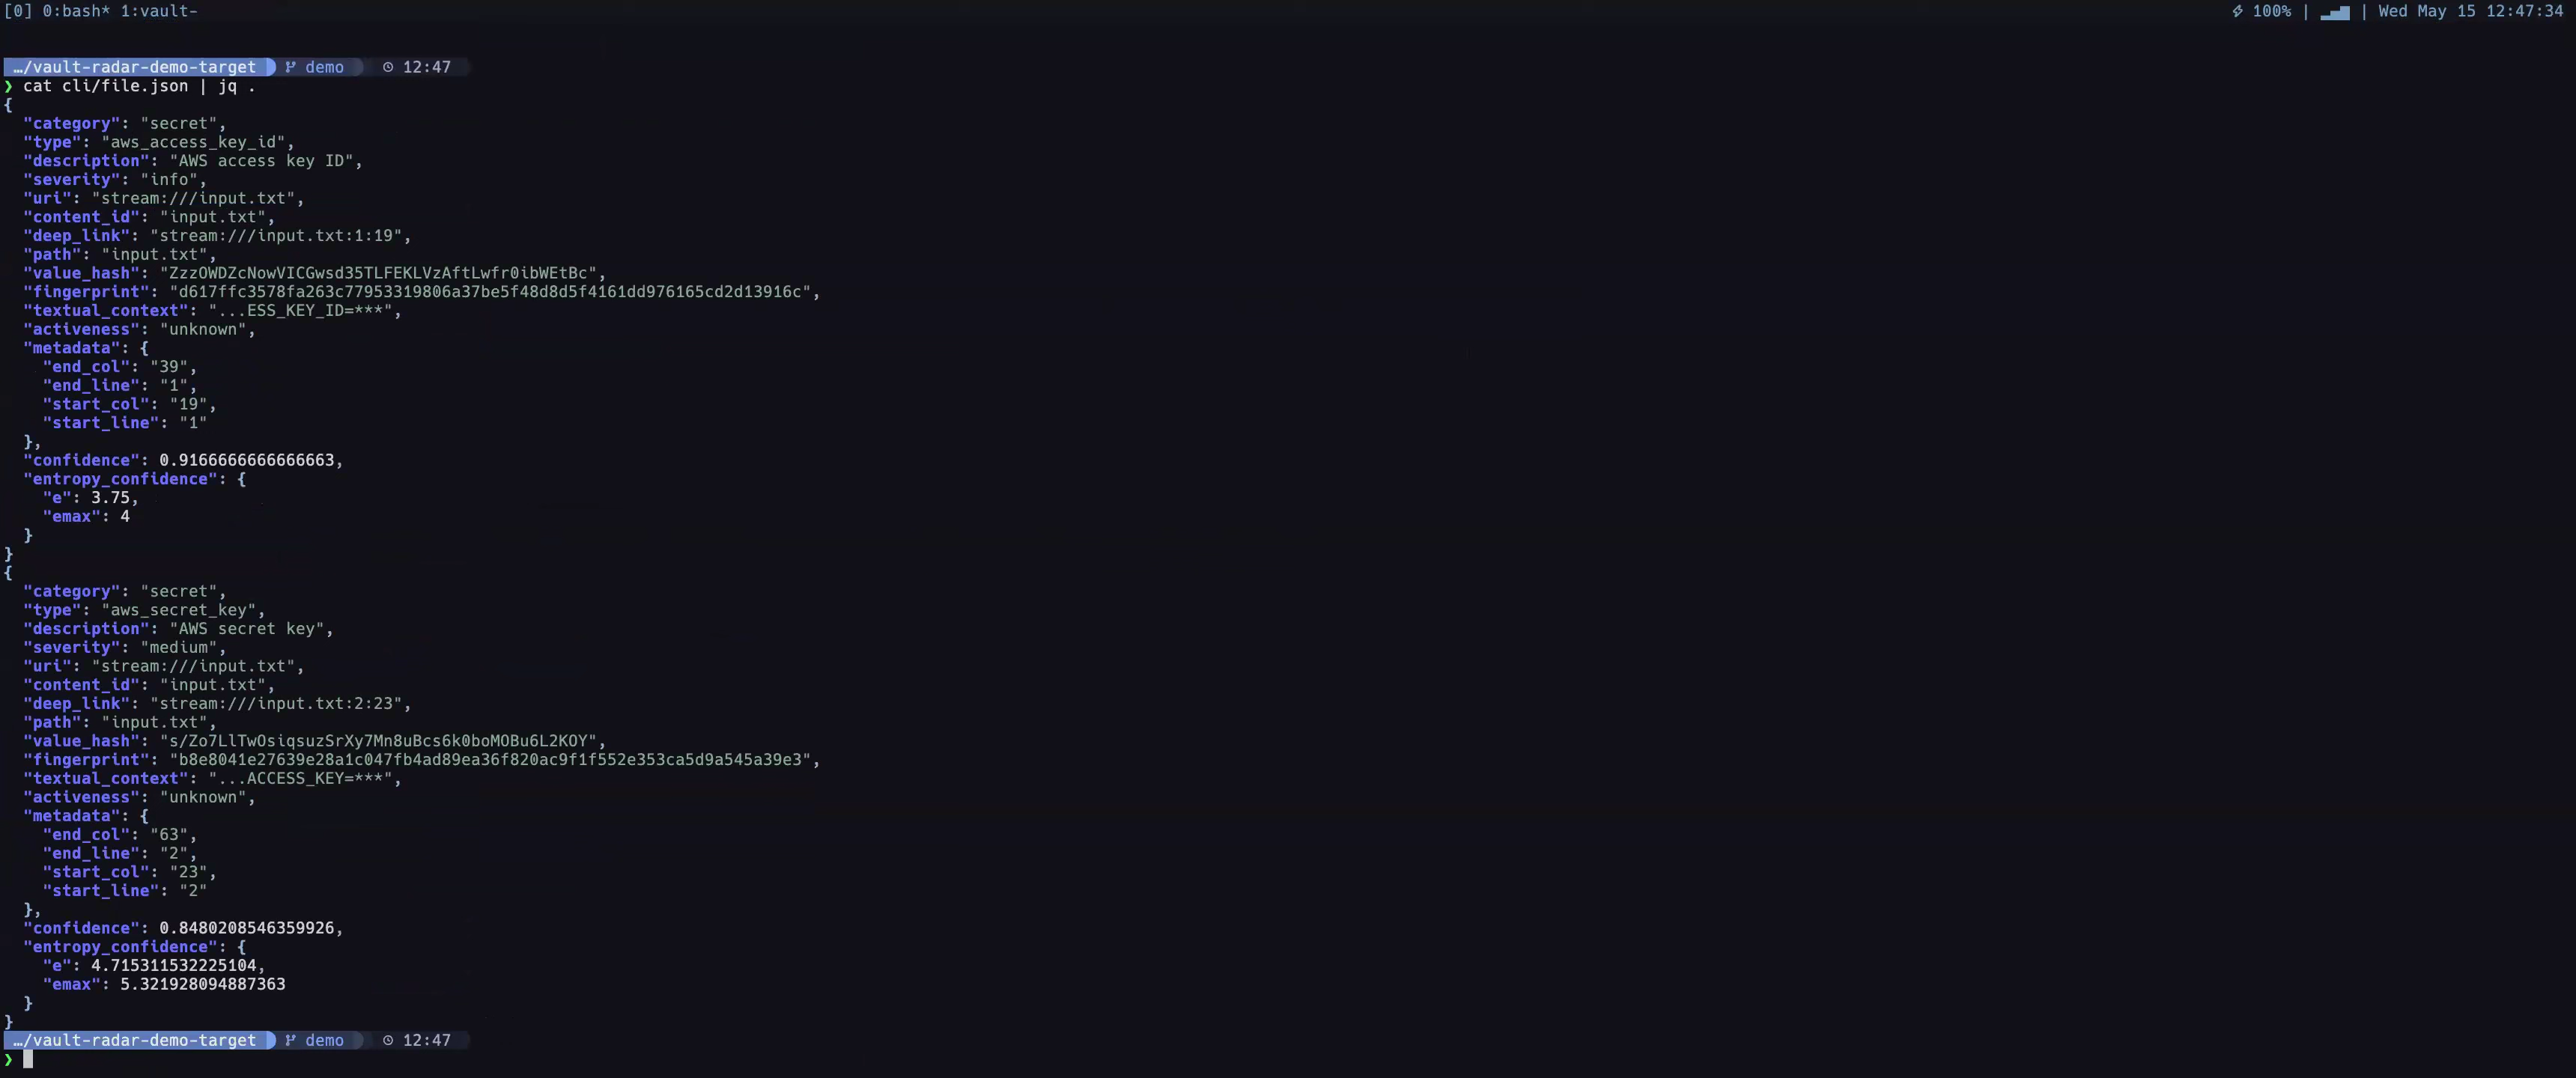 [0] 0:bash* 1:vault- ⚡ 100% | ▂▄▆ | Wed May 15 12:47:34
…/vault-radar-demo-target demo 12:47
❯ cat cli/file.json | jq .
{
  "category": "secret",
  "type": "aws_access_key_id",
  "description": "AWS access key ID",
  "severity": "info",
  "uri": "stream:///input.txt",
  "content_id": "input.txt",
  "deep_link": "stream:///input.txt:1:19",
  "path": "input.txt",
  "value_hash": "ZzzOWDZcNowVICGwsd35TLFEKLVzAftLwfr0ibWEtBc",
  "fingerprint": "d617ffc3578fa263c77953319806a37be5f48d8d5f4161dd976165cd2d13916c",
  "textual_context": "...ESS_KEY_ID=***",
  "activeness": "unknown",
  "metadata": {
    "end_col": "39",
    "end_line": "1",
    "start_col": "19",
    "start_line": "1"
  },
  "confidence": 0.9166666666666663,
  "entropy_confidence": {
    "e": 3.75,
    "emax": 4
  }
}
{
  "category": "secret",
  "type": "aws_secret_key",
  "description": "AWS secret key",
  "severity": "medium",
  "uri": "stream:///input.txt",
  "content_id": "input.txt",
  "deep_link": "stream:///input.txt:2:23",
  "path": "input.txt",
  "value_hash": "s/Zo7LlTwOsiqsuzSrXy7Mn8uBcs6k0boMOBu6L2KOY",
  "fingerprint": "b8e8041e27639e28a1c047fb4ad89ea36f820ac9f1f552e353ca5d9a545a39e3",
  "textual_context": "...ACCESS_KEY=***",
  "activeness": "unknown",
  "metadata": {
    "end_col": "63",
    "end_line": "2",
    "start_col": "23",
    "start_line": "2"
  },
  "confidence": 0.8480208546359926,
  "entropy_confidence": {
    "e": 4.715311532225104,
    "emax": 5.321928094887363
  }
}
…/vault-radar-demo-target demo 12:47
❯